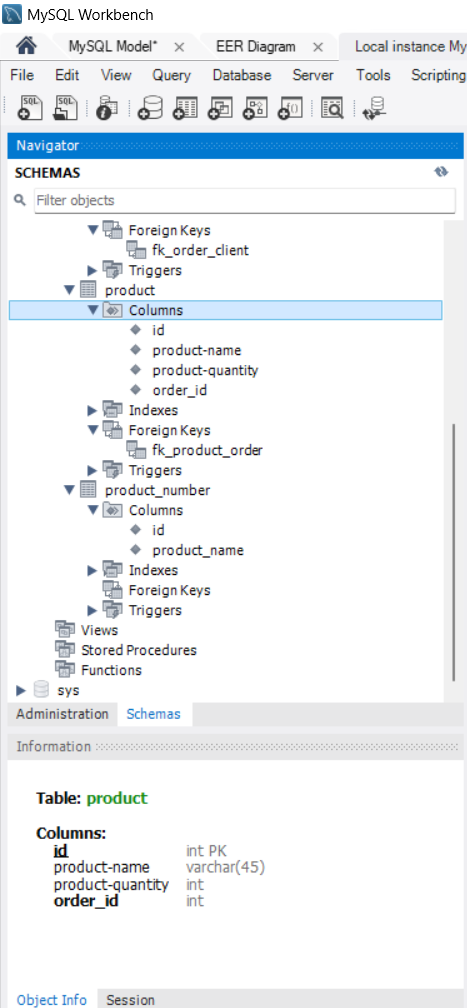 MySQL Workbench
MySQL Model* × EER Diagram × Local instance My
File Edit View Query Database Server Tools Scripting
Navigator
SCHEMAS
Filter objects
Foreign Keys
fk_order_client
Triggers
product
Columns
id
product-name
product-quantity
order_id
Indexes
Foreign Keys
fk_product_order
Triggers
product_number
Columns
id
product_name
Indexes
Foreign Keys
Triggers
Views
Stored Procedures
Functions
sys
Administration Schemas
Information
Table: product
Columns:
id int PK
product-name varchar(45)
product-quantity int
order_id int
Object Info Session